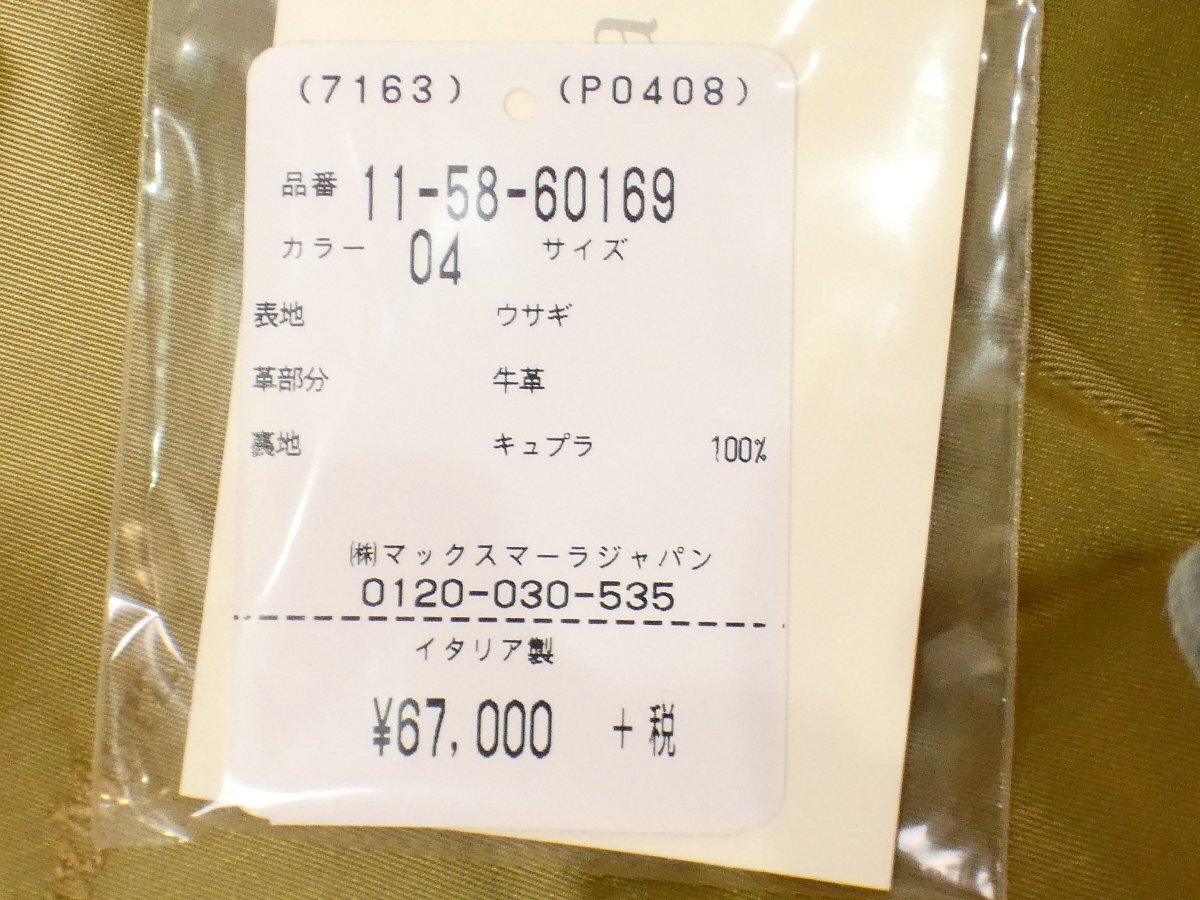 (7163) (P0408)
品番 11-58-60169
カラー 04 サイズ
表地 ウサギ
革部分 牛革
裏地 キュプラ 100%
㈱マックスマーラジャパン
0120-030-535
イタリア製
¥67,000 +税